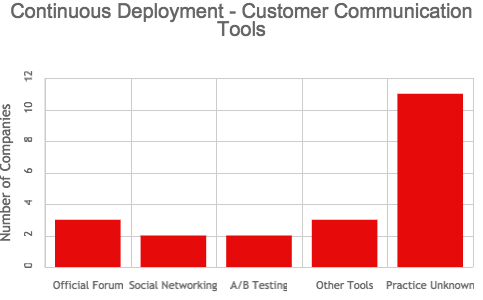 Continuous Deployment - Customer Communication
Tools
Number of Companies
12
10
8
6
4
2
0
Official Forum
Social Networking
A/B Testing
Other Tools
Practice Unknown